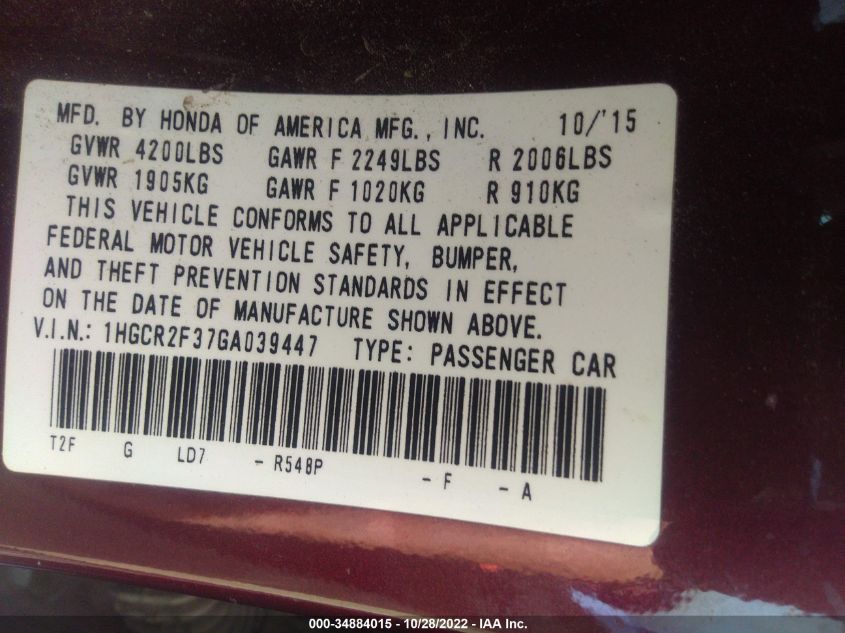 MFD. BY HONDA OF AMERICA MFG., INC. 10/'15
GVWR 4200LBS GAWR F 2249LBS R 2006LBS
GVWR 1905KG GAWR F 1020KG R 910KG
THIS VEHICLE CONFORMS TO ALL APPLICABLE
FEDERAL MOTOR VEHICLE SAFETY, BUMPER,
AND THEFT PREVENTION STANDARDS IN EFFECT
ON THE DATE OF MANUFACTURE SHOWN ABOVE.
V.I.N.: 1HGCR2F37GA039447 TYPE: PASSENGER CAR
T2F G LD7 - R548P - F - A
000-34884015 - 10/28/2022 - IAA Inc.